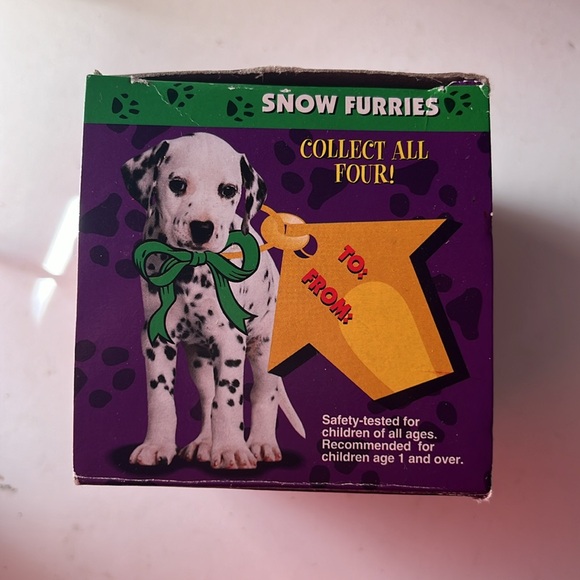 SNOW FURRIES
COLLECT ALL
FOUR!
TO:
FROM:
Safety-tested for
children of all ages.
Recommended for
children age 1 and over.